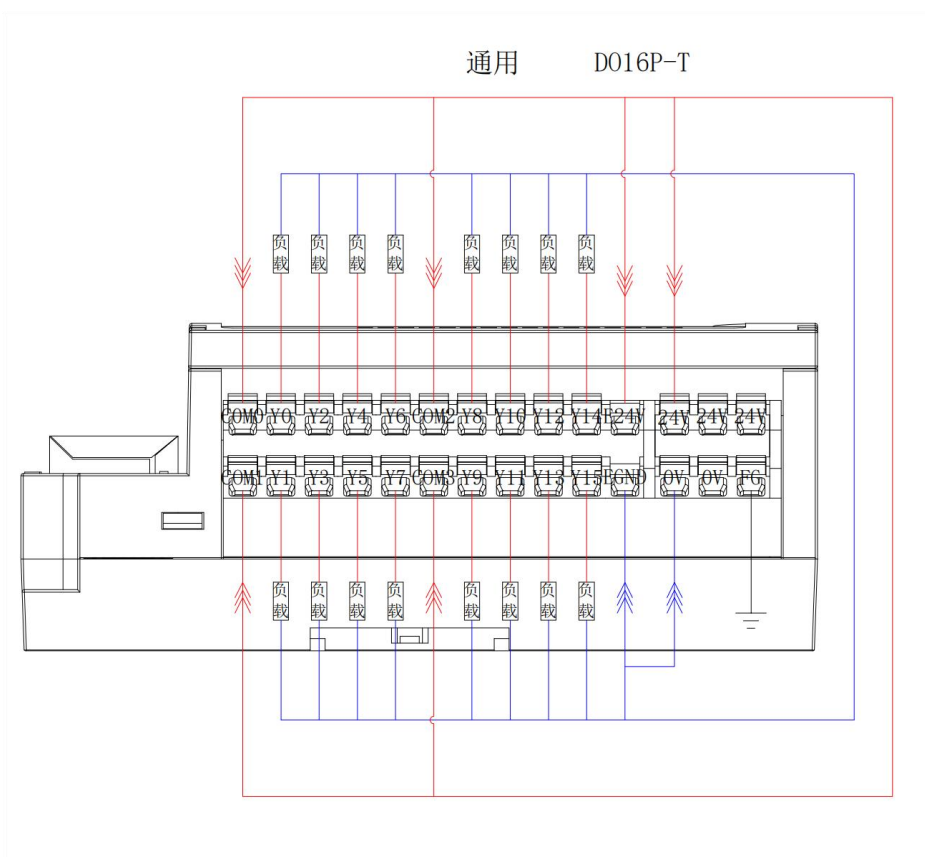 通用 DO16P-T
负载 负载 负载 负载 负载 负载 负载 负载
COM0 Y0 Y2 Y4 Y6 COM2 Y8 Y10 Y12 Y14 E24V 24V 24V 24V
COM1 Y1 Y3 Y5 Y7 COM3 Y9 Y11 Y13 Y15 EGND 0V 0V FG
负载 负载 负载 负载 负载 负载 负载 负载